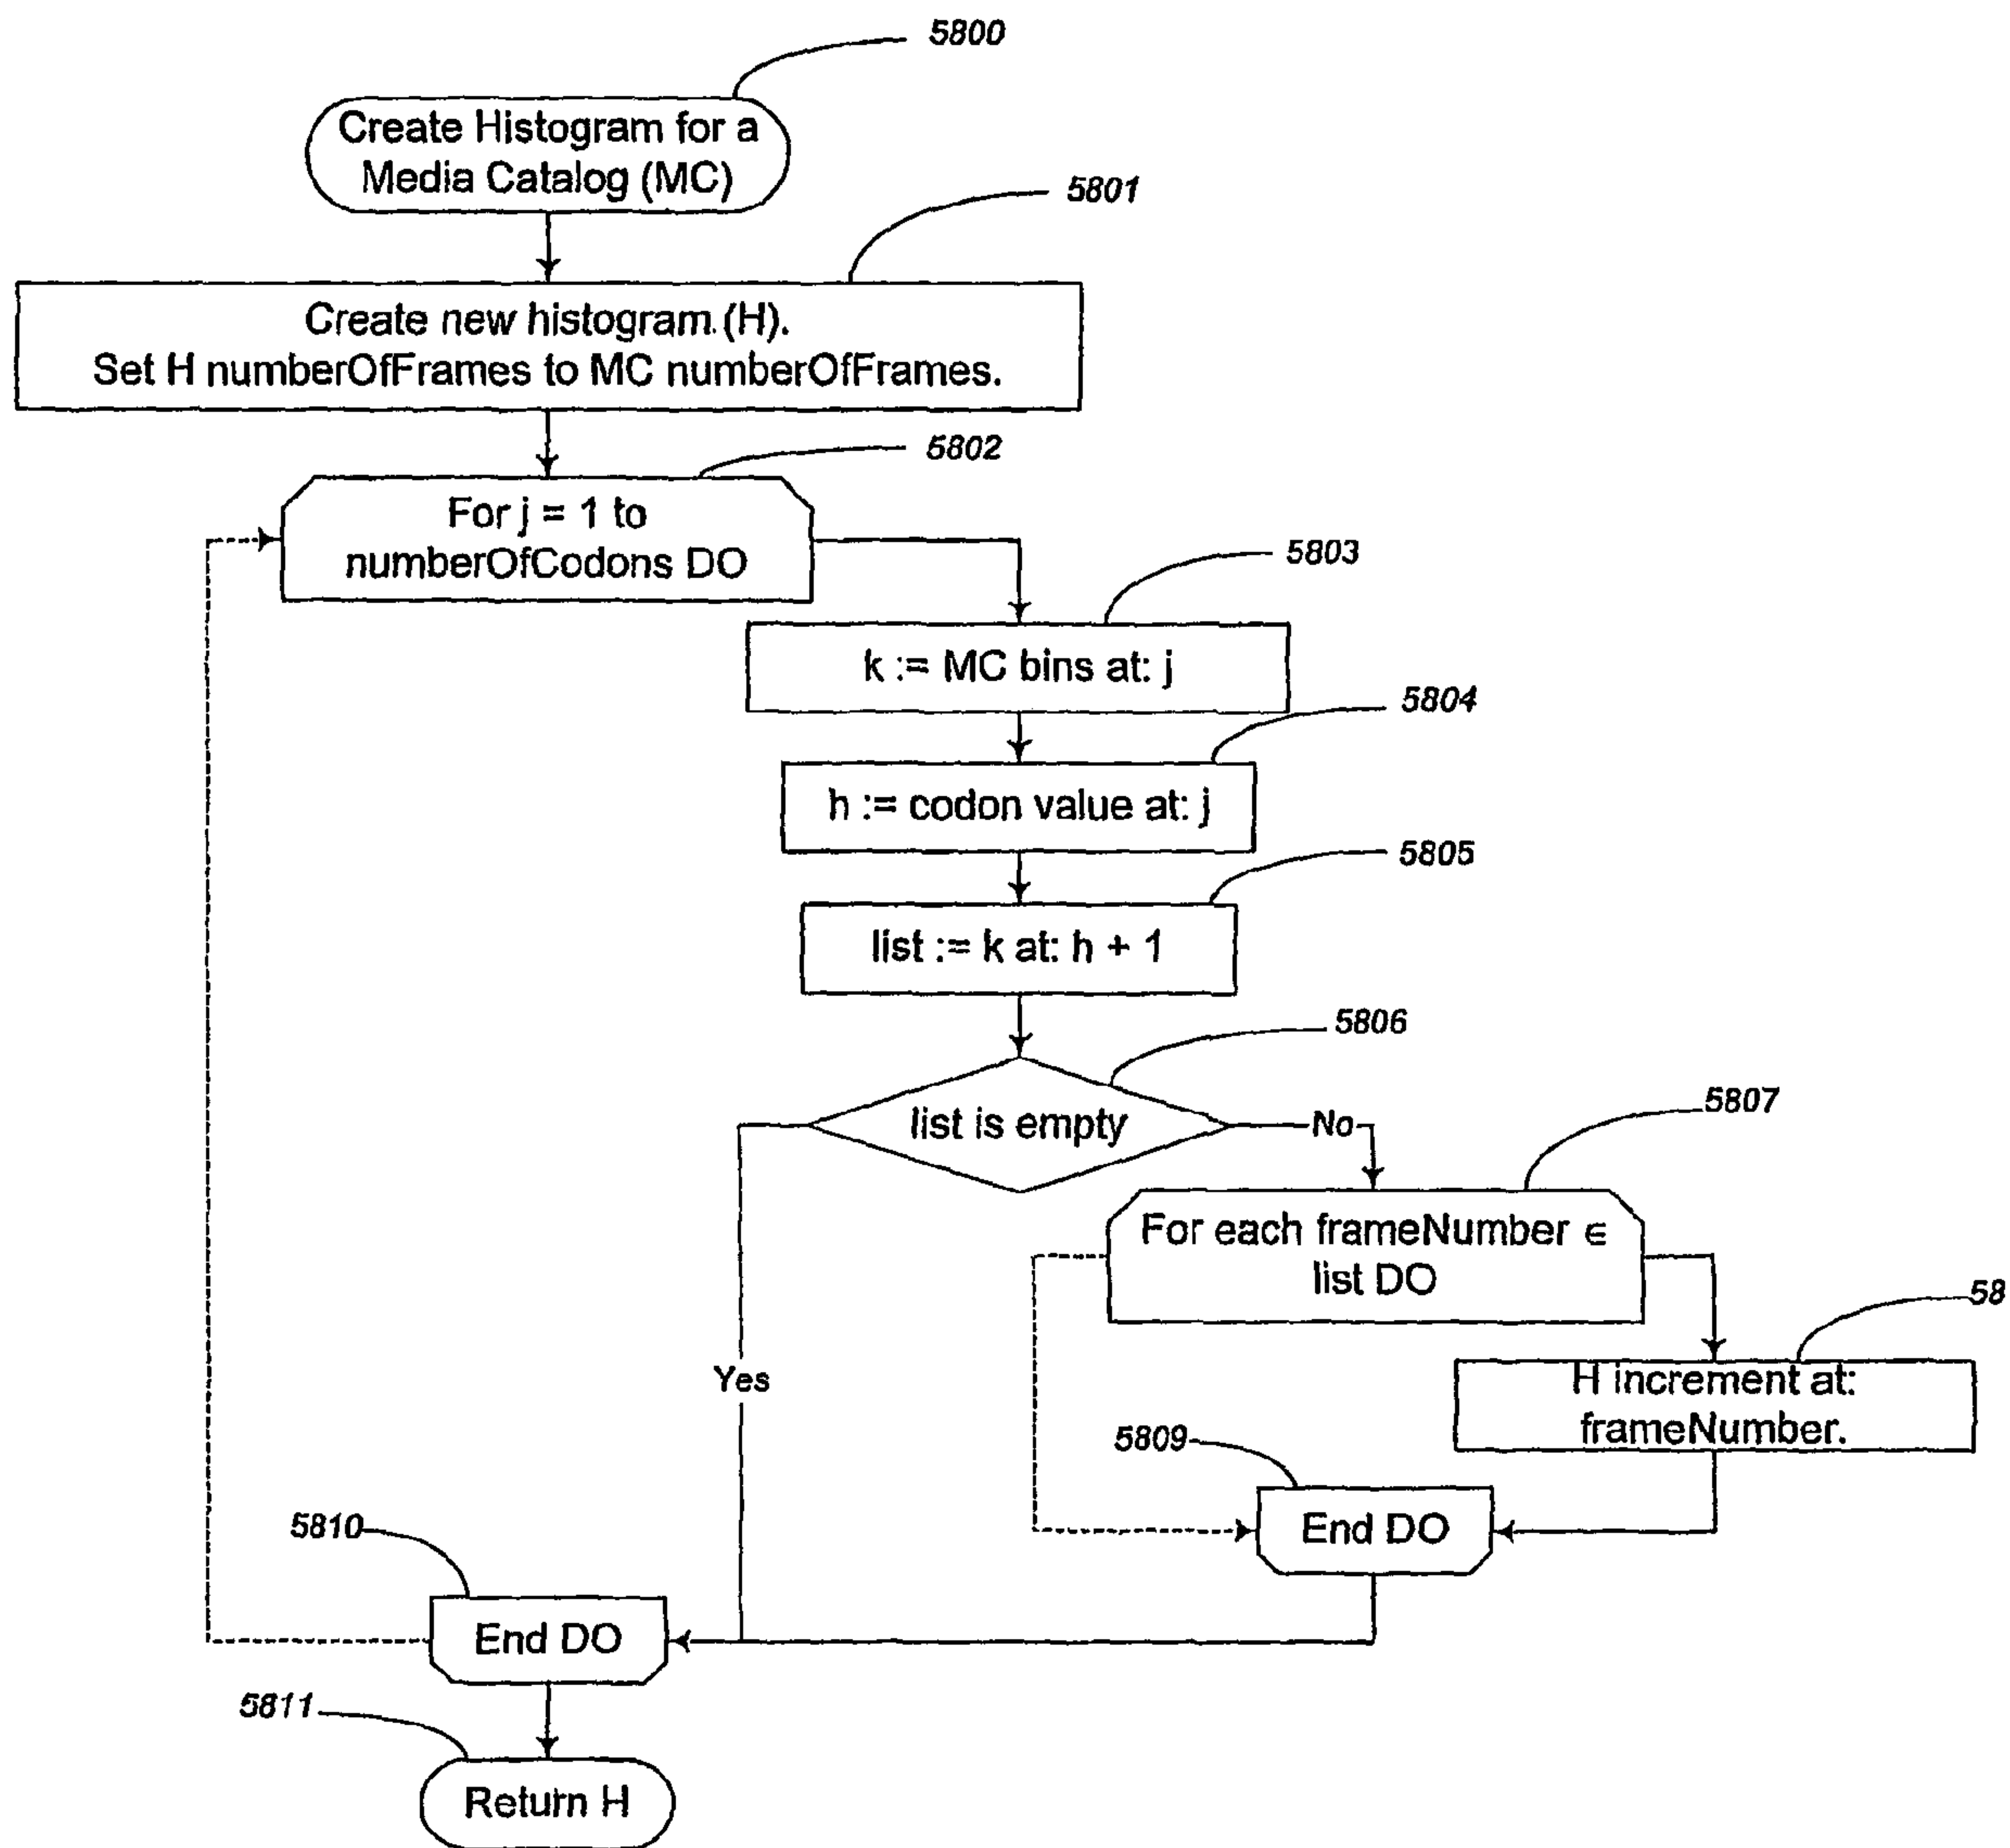 5800
Create Histogram for a
Media Catalog (MC)
5801
Create new histogram (H).
Set H numberOfFrames to MC numberOfFrames.
5802
For j = 1 to
numberOfCodons DO
5803
k := MC bins at: j
5804
h := codon value at: j
5805
list := k at: h + 1
5806
list is empty
No
5807
For each frameNumber ∈
list DO
58
Yes
H increment at:
frameNumber.
5809
End DO
5810
End DO
5811
Return H